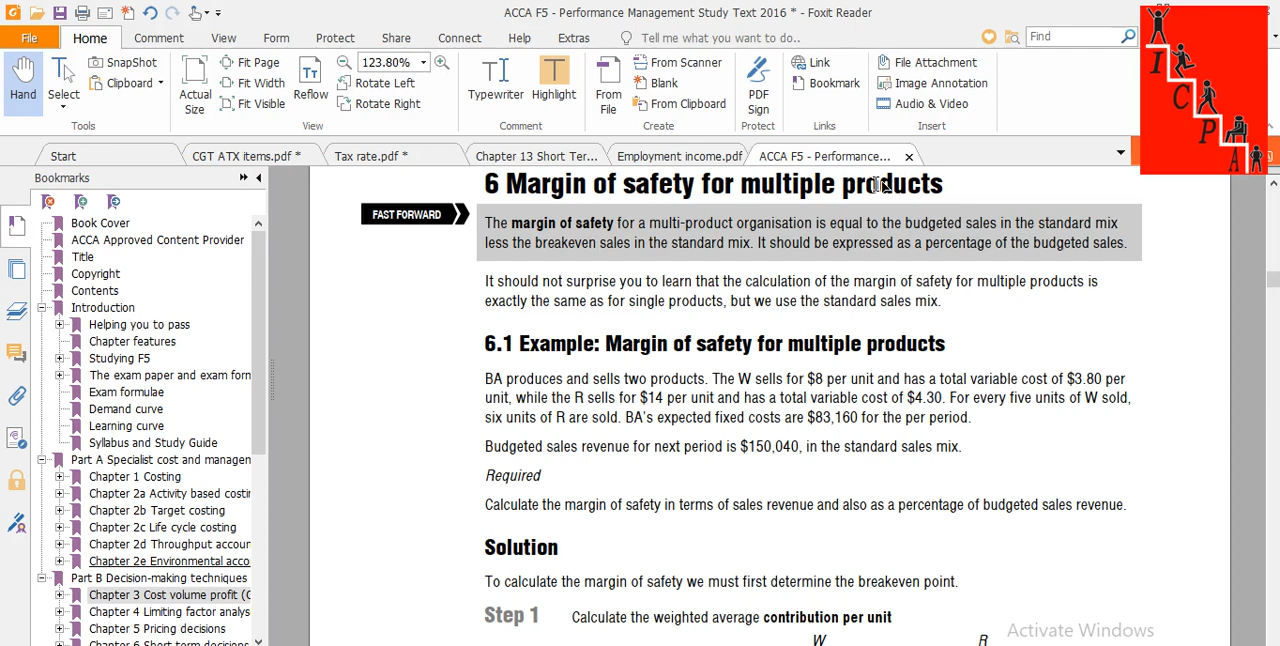 ACCA F5 - Performance Management Study Text 2016 * - Foxit Reader
File Home Comment View Form Protect Share Connect Help Extras Tell me what you want to do.. Find
Hand
Select
SnapShot
Clipboard
Tools
Actual Size
Fit Page
Fit Width
Fit Visible
Reflow
123.80%
Rotate Left
Rotate Right
View
Typewriter
Highlight
Comment
From File
From Scanner
Blank
From Clipboard
Create
PDF Sign
Protect
Link
Bookmark
Links
File Attachment
Image Annotation
Audio & Video
Insert
I C P A
Start CGT ATX items.pdf * Tax rate.pdf * Chapter 13 Short Ter... Employment income.pdf ACCA F5 - Performance...
Bookmarks
Book Cover
ACCA Approved Content Provider
Title
Copyright
Contents
Introduction
Helping you to pass
Chapter features
Studying F5
The exam paper and exam form
Exam formulae
Demand curve
Learning curve
Syllabus and Study Guide
Part A Specialist cost and managem
Chapter 1 Costing
Chapter 2a Activity based costin
Chapter 2b Target costing
Chapter 2c Life cycle costing
Chapter 2d Throughput accour
Chapter 2e Environmental acco
Part B Decision-making techniques
Chapter 3 Cost volume profit (C
Chapter 4 Limiting factor analys
Chapter 5 Pricing decisions
Chapter 6 Short term decisions
6 Margin of safety for multiple products
FAST FORWARD
The margin of safety for a multi-product organisation is equal to the budgeted sales in the standard mix
less the breakeven sales in the standard mix. It should be expressed as a percentage of the budgeted sales.
It should not surprise you to learn that the calculation of the margin of safety for multiple products is
exactly the same as for single products, but we use the standard sales mix.
6.1 Example: Margin of safety for multiple products
BA produces and sells two products. The W sells for $8 per unit and has a total variable cost of $3.80 per
unit, while the R sells for $14 per unit and has a total variable cost of $4.30. For every five units of W sold,
six units of R are sold. BA's expected fixed costs are $83,160 for the per period.
Budgeted sales revenue for next period is $150,040, in the standard sales mix.
Required
Calculate the margin of safety in terms of sales revenue and also as a percentage of budgeted sales revenue.
Solution
To calculate the margin of safety we must first determine the breakeven point.
Step 1 Calculate the weighted average contribution per unit
W R
Activate Windows